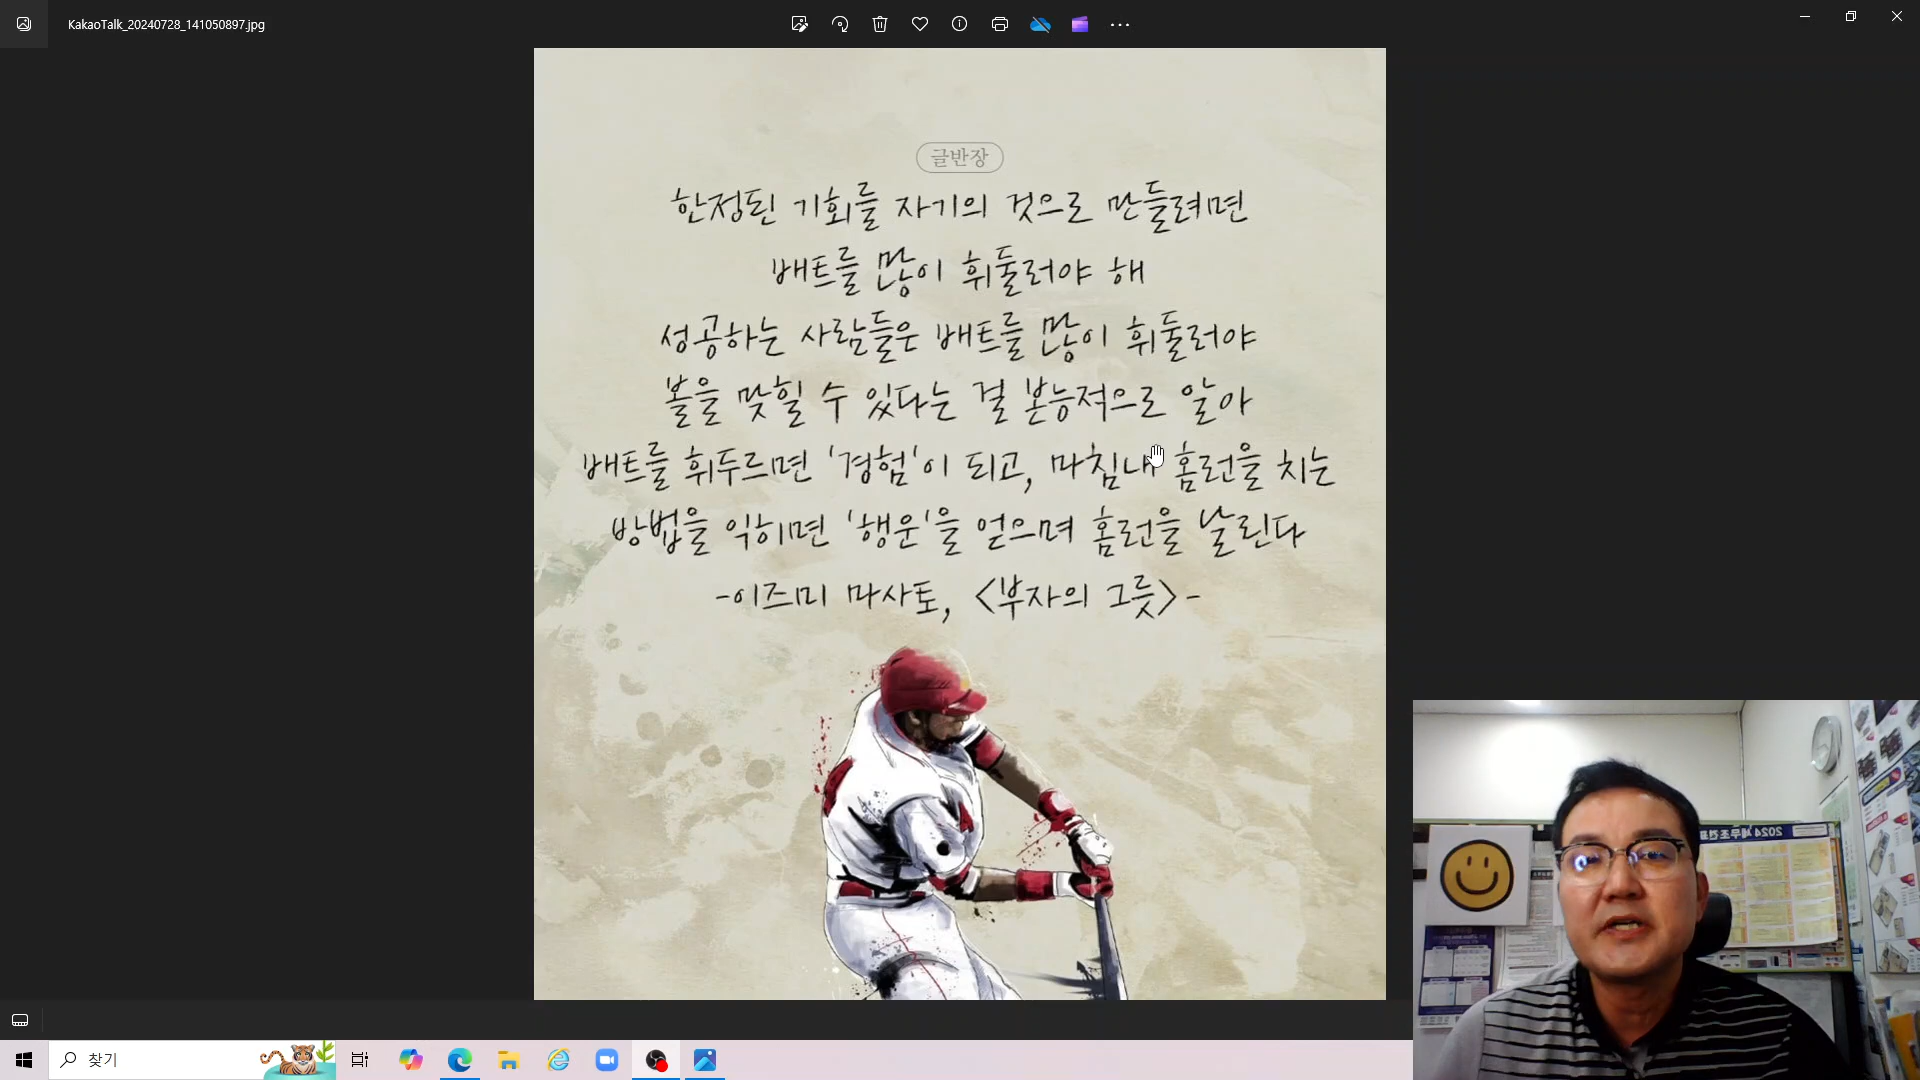 KakaoTalk_20240728_141050897.jpg
글반장
한정된 기회를 자기의 것으로 만들려면
배트를 많이 휘둘러야 해
성공하는 사람들은 배트를 많이 휘둘러야
볼을 맞힐 수 있다는 걸 본능적으로 알아
배트를 휘두르면 '경험'이 되고, 마침내 홈런을 치는
방법을 익히면 '행운'을 얻으며 홈런을 날린다
-이즈미 마사토, <부자의 그릇>-
찾기